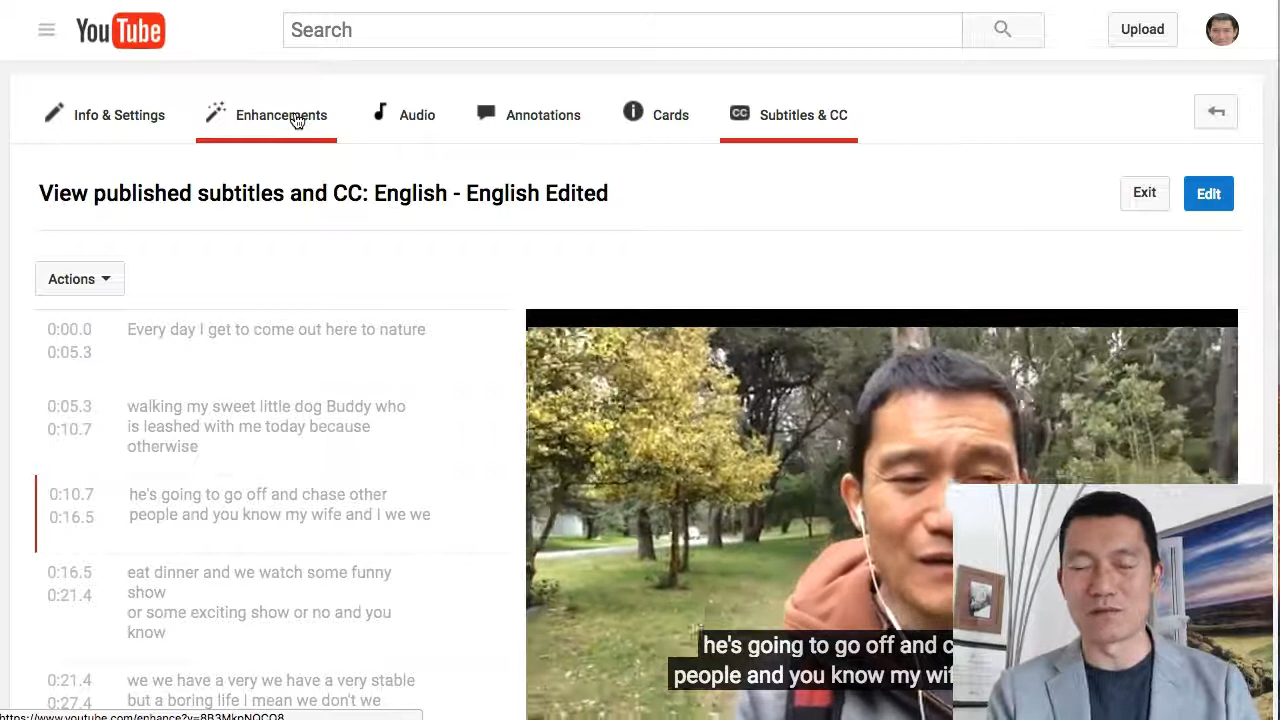 YouTube
Search
Upload
Info & Settings
Enhancements
Audio
Annotations
Cards
CC
Subtitles & CC
View published subtitles and CC: English - English Edited
Exit
Edit
Actions
0:00.0
0:05.3
Every day I get to come out here to nature
0:05.3
0:10.7
walking my sweet little dog Buddy who
is leashed with me today because
otherwise
0:10.7
0:16.5
he's going to go off and chase other
people and you know my wife and I we we
0:16.5
0:21.4
eat dinner and we watch some funny
show
or some exciting show or no and you
know
0:21.4
0:27.4
we we have a very we have a very stable
but a boring life I mean we don't we
he's going to go off and c
people and you know my wif